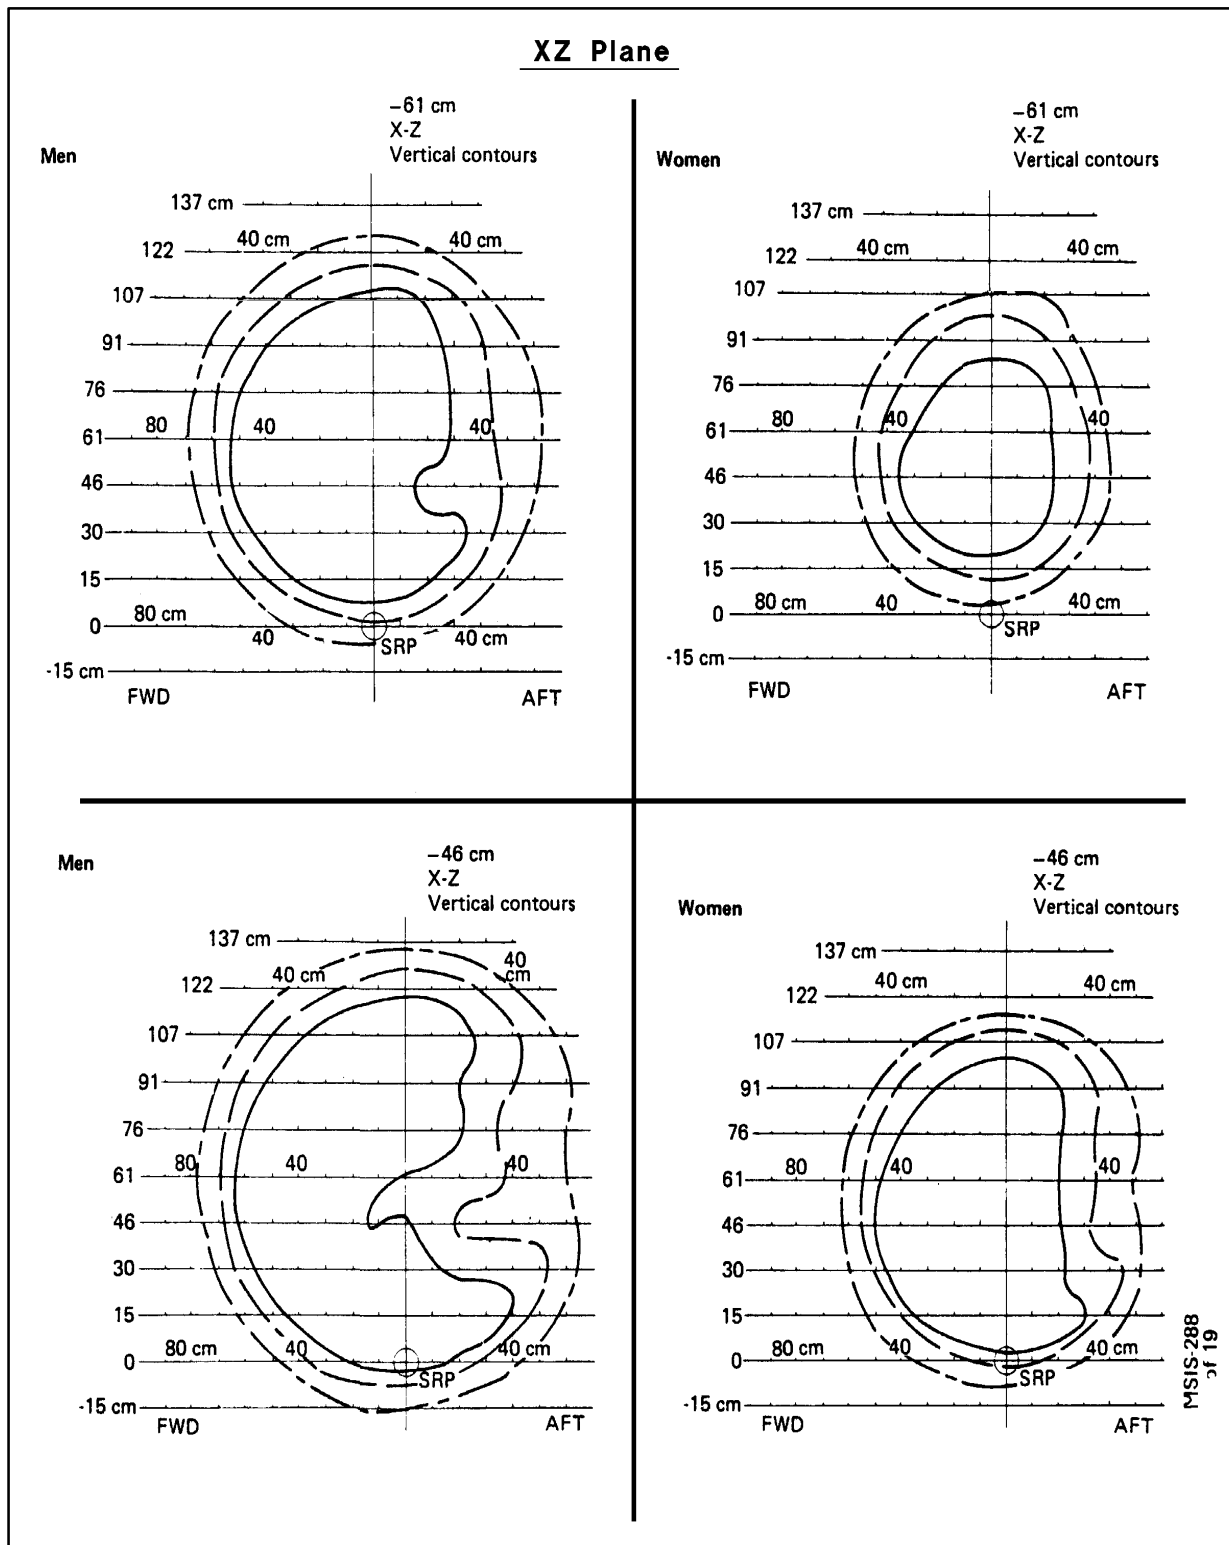 XZ Plane
Men
–61 cm
X-Z
Vertical contours
137 cm
40 cm
40 cm
122
107
91
76
80
40
40
61
46
30
15
80 cm
40
40 cm
0
SRP
-15 cm
FWD
AFT
Women
–61 cm
X-Z
Vertical contours
137 cm
40 cm
40 cm
122
107
91
76
80
40
40
61
46
30
15
80 cm
40
40 cm
0
SRP
-15 cm
FWD
AFT
Men
–46 cm
X-Z
Vertical contours
137 cm
40 cm
40
cm
122
107
91
76
80
40
40
61
46
30
15
80 cm
40
40 cm
0
SRP
-15 cm
FWD
AFT
Women
–46 cm
X-Z
Vertical contours
137 cm
40 cm
40 cm
122
107
91
76
80
40
40
61
46
30
15
80 cm
40
40 cm
0
SRP
-15 cm
FWD
AFT
MSIS-288
of 19